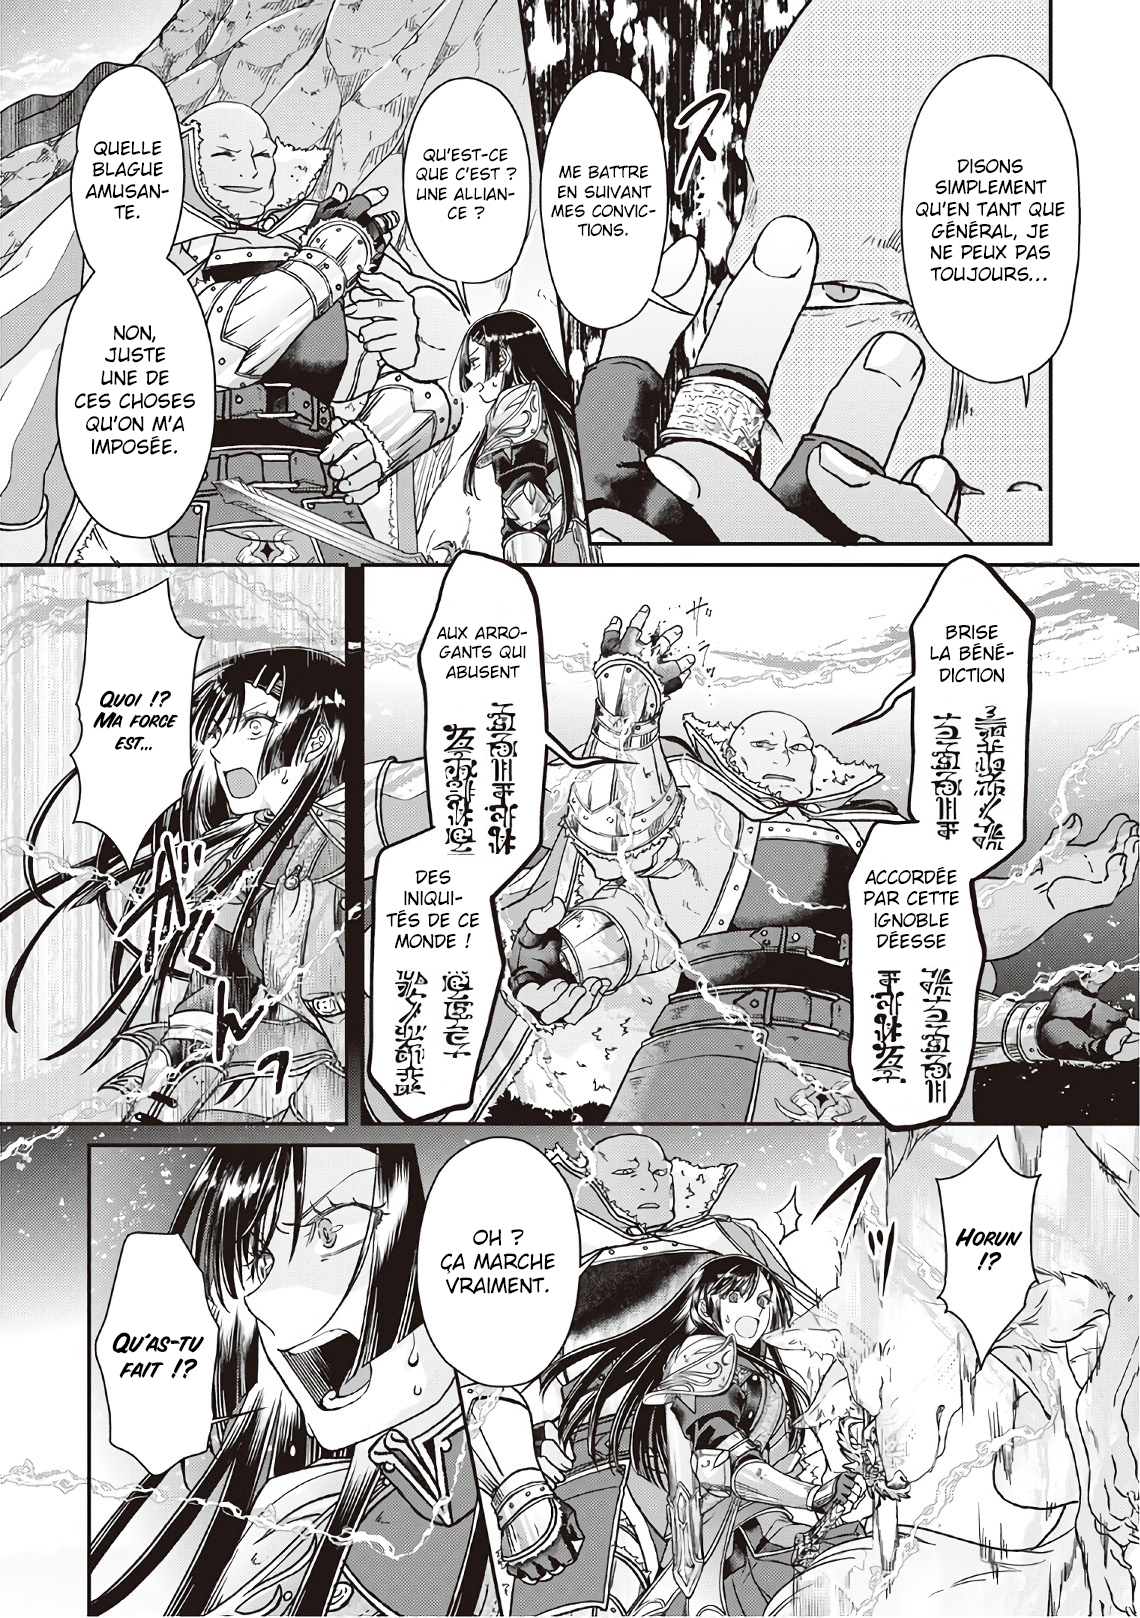 DISONS
SIMPLEMENT
QU'EN TANT QUE
GÉNÉRAL, JE
NE PEUX PAS
TOUJOURS...
ME BATTRE
EN SUIVANT
MES CONVIC-
TIONS.
QU'EST-CE
QUE C'EST ?
UNE ALLIAN-
CE ?
QUELLE
BLAGUE
AMUSAN-
TE.
NON,
JUSTE
UNE DE
CES CHOSES
QU'ON M'A
IMPOSÉE.
BRISE
LA BÉNÉ-
DICTION
ACCORDÉE
PAR CETTE
IGNOBLE
DÉESSE
AUX ARRO-
GANTS QUI
ABUSENT
DES
INIQUI-
TÉS DE CE
MONDE !
QUOI !?
MA FORCE
EST...
HORUN
!?
OH ?
ÇA MARCHE
VRAIMENT.
QU'AS-TU
FAIT !?